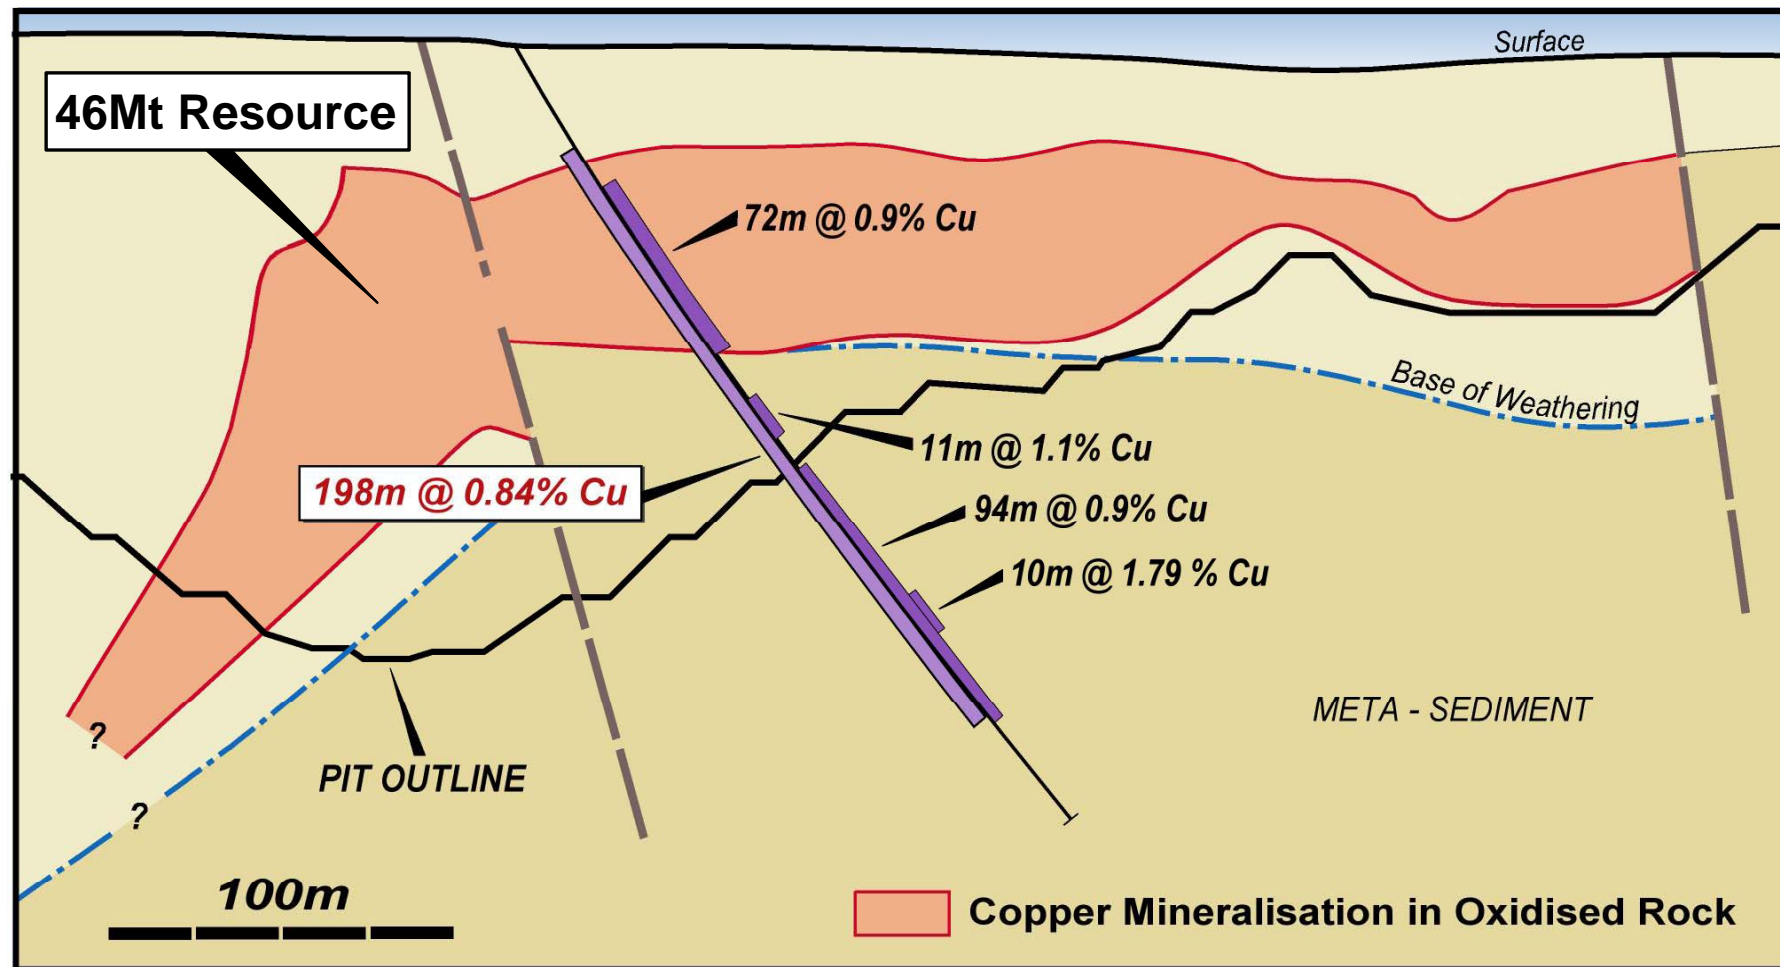 Surface
46Mt Resource
72m @ 0.9% Cu
Base of Weathering
11m @ 1.1% Cu
198m @ 0.84% Cu
94m @ 0.9% Cu
10m @ 1.79 % Cu
META - SEDIMENT
?
PIT OUTLINE
?
100m
Copper Mineralisation in Oxidised Rock